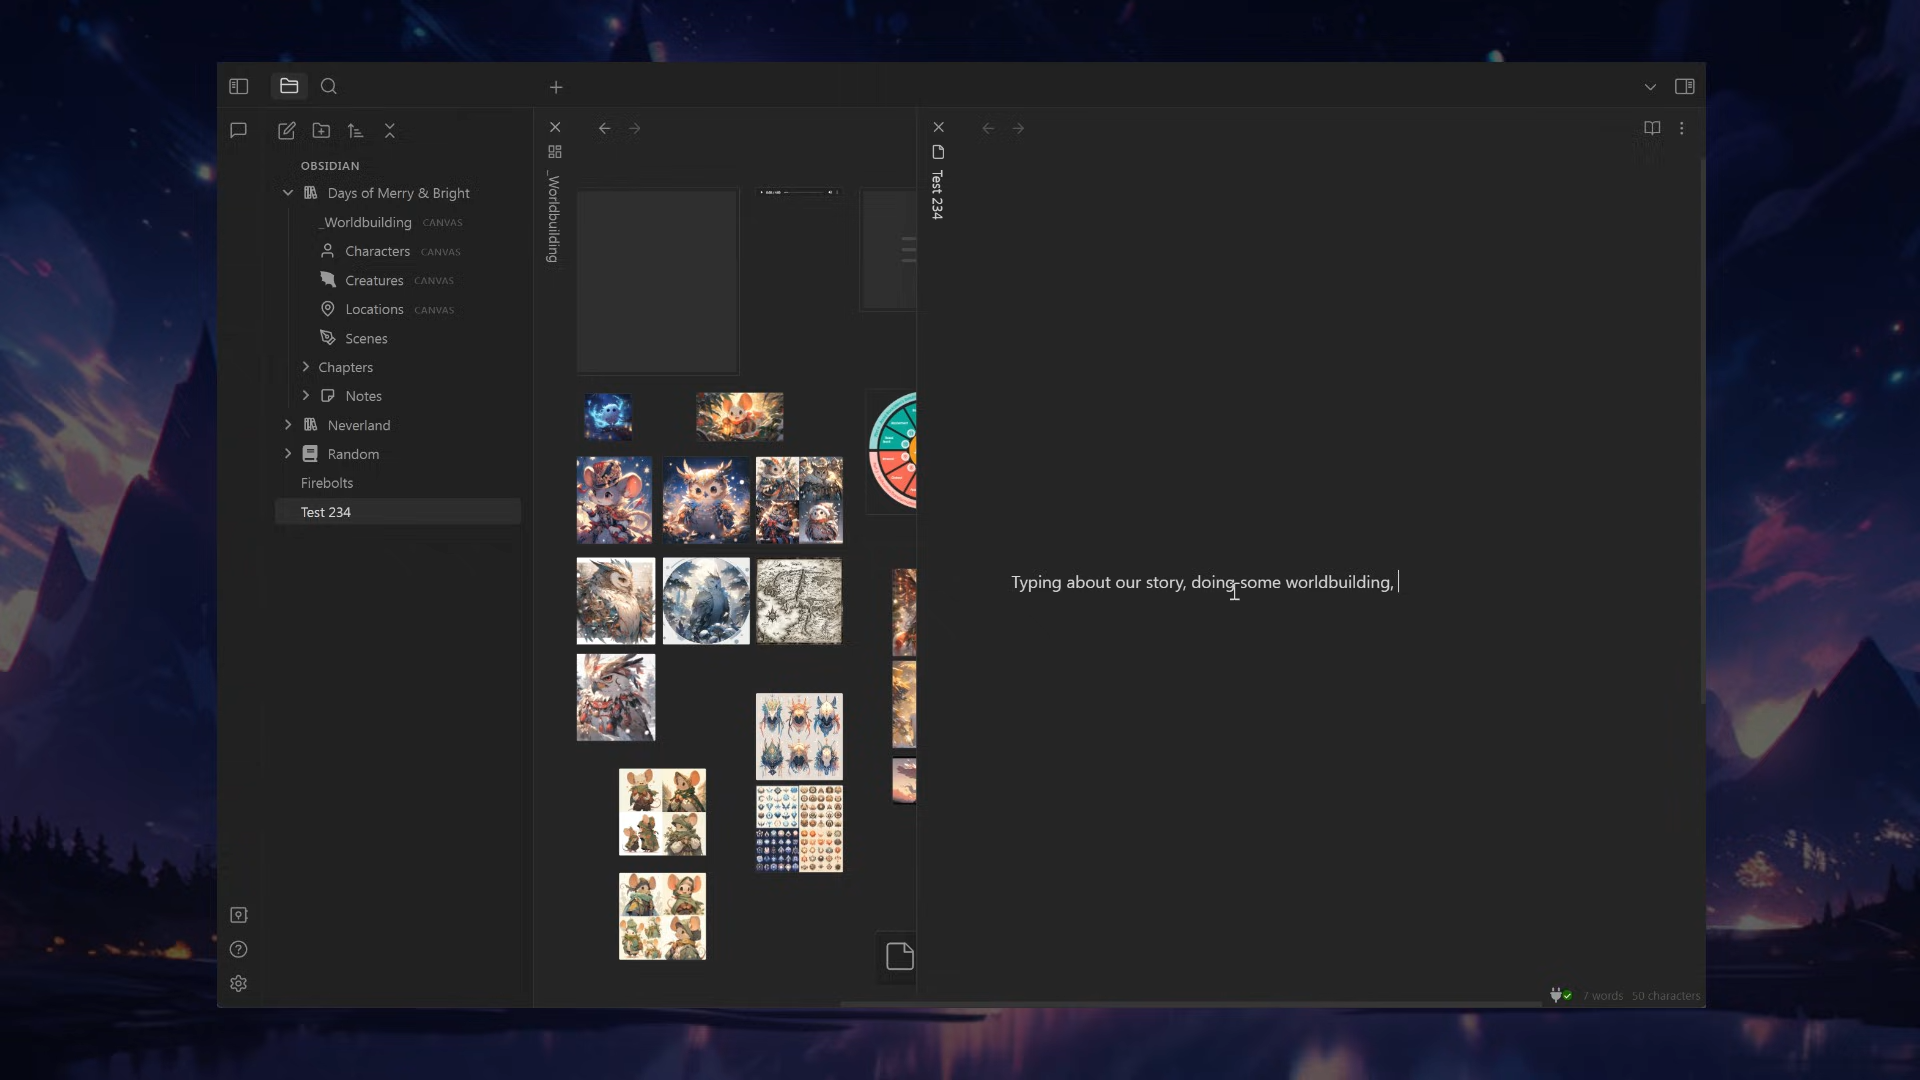 OBSIDIAN
Days of Merry & Bright
_Worldbuilding CANVAS
Characters CANVAS
Creatures CANVAS
Locations CANVAS
Scenes
Chapters
Notes
Neverland
Random
Firebolts
Test 234
_Worldbuilding
Test 234
Typing about our story, doing some worldbuilding,
7 words 50 characters